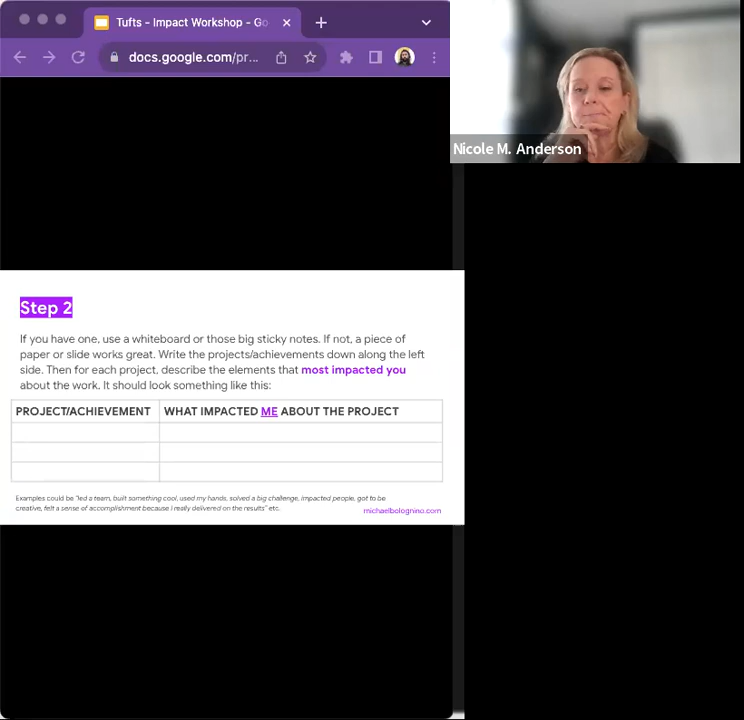 Tufts - Impact Workshop - Go
docs.google.com/pr...
Nicole M. Anderson
Step 2
If you have one, use a whiteboard or those big sticky notes. If not, a piece of
paper or slide works great. Write the projects/achievements down along the left
side. Then for each project, describe the elements that most impacted you
about the work. It should look something like this:
PROJECT/ACHIEVEMENT WHAT IMPACTED ME ABOUT THE PROJECT
Examples could be "led a team, built something cool, used my hands, solved a big challenge, impacted people, got to be
creative, felt a sense of accomplishment because I really delivered on the results" etc.
michaelbolognino.com